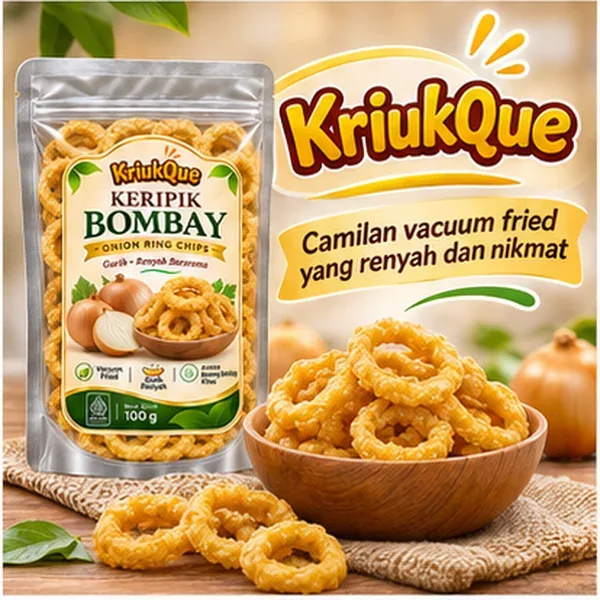 KriukQue
KERIPIK
BOMBAY
ONION RING CHIPS
Gurih - Renyah
Vacuum
Fried
100 g
KriukQue
Camilan vacuum fried
yang renyah dan nikmat